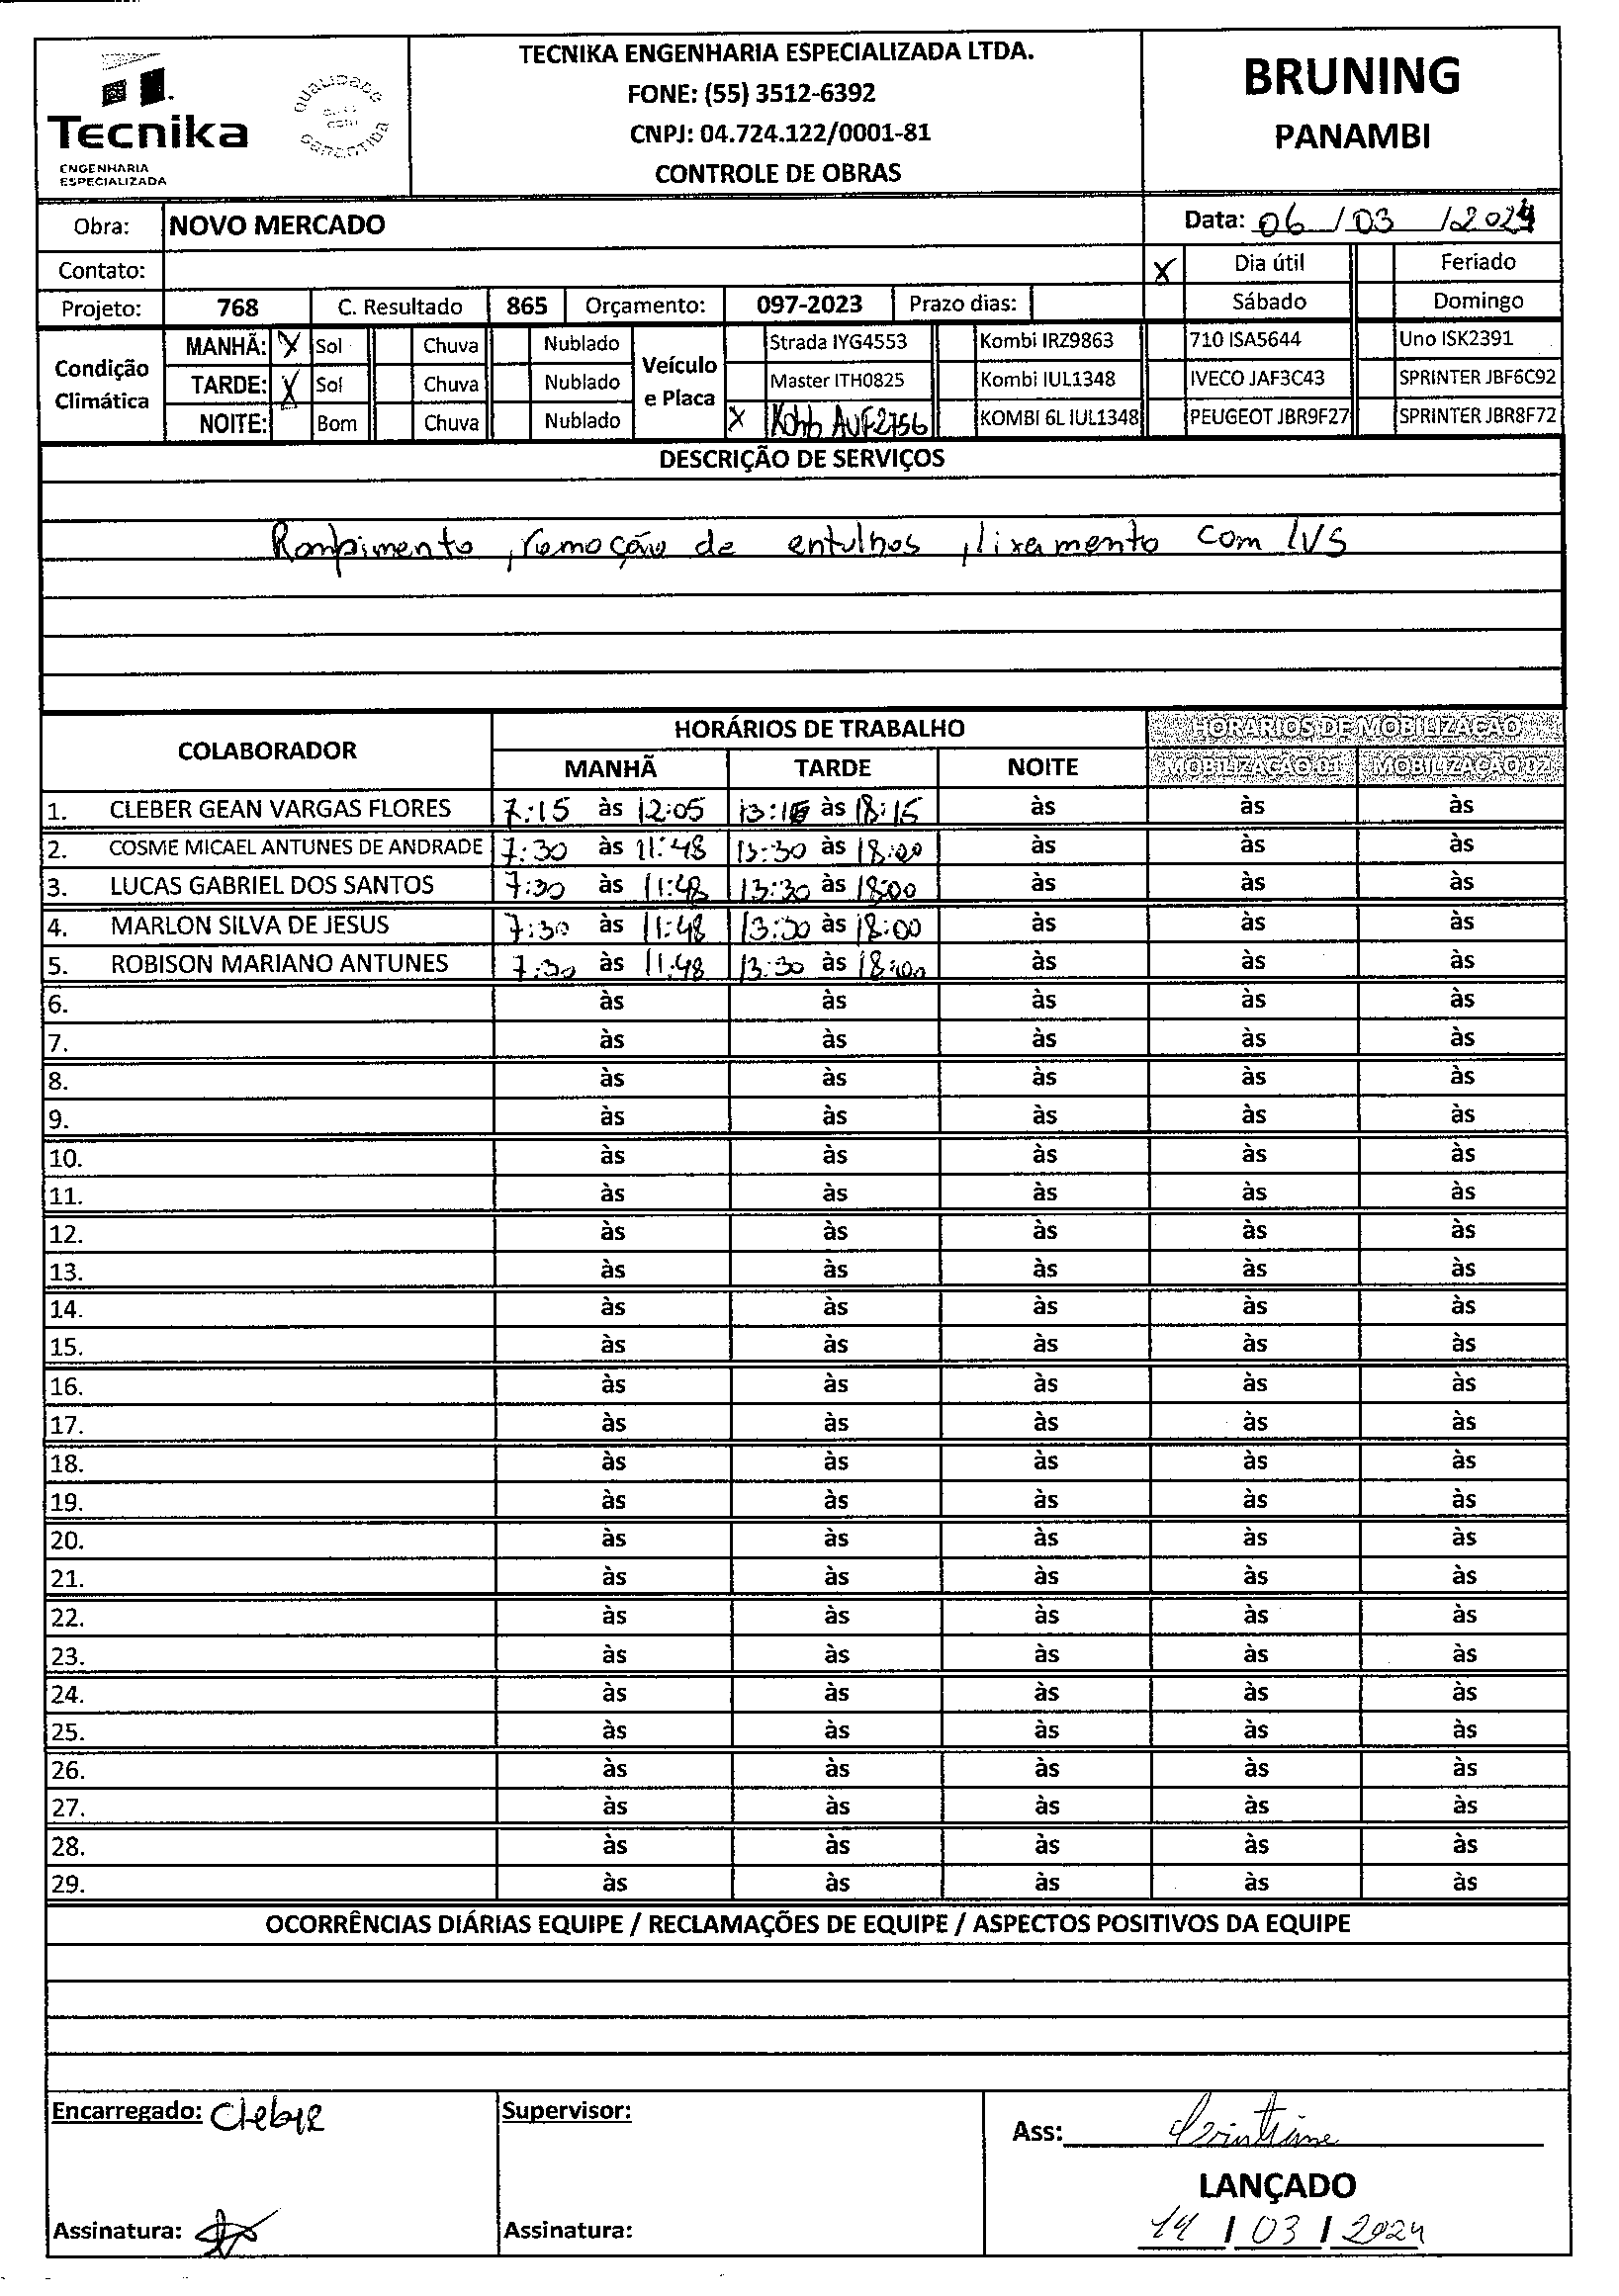 TECNIKA ENGENHARIA ESPECIALIZADA LTDA.
FONE: (55) 3512-6392
CNPJ: 04.724.122/0001-81
CONTROLE DE OBRAS
Tecnika
ENGENHARIA
ESPECIALIZADA
QUALIDADE
COM
GARANTIDA
BRUNING
PANAMBI
Obra: NOVO MERCADO
Data: 06/03/2024
Contato:
X Dia útil Feriado
Projeto: 768 C. Resultado 865 Orçamento: 097-2023 Prazo dias:
Sábado Domingo
Condição Climática
MANHÃ: X Sol Chuva Nublado
TARDE: X Sol Chuva Nublado
NOITE: Bom Chuva Nublado
Veículo e Placa
Strada IYG4553 Kombi IRZ9863 710 ISA5644 Uno ISK2391
Master ITH0825 Kombi IUL1348 IVECO JAF3C43 SPRINTER JBF6C92
X AVF2756 KOMBI 6L IUL1348 PEUGEOT JBR9F27 SPRINTER JBR8F72
DESCRIÇÃO DE SERVIÇOS
Rompimento, remoção de entulhos, lixamento com LVS
COLABORADOR HORÁRIOS DE TRABALHO HORÁRIOS DE MOBILIZAÇÃO
MANHÃ TARDE NOITE MOBILIZAÇÃO 01 MOBILIZAÇÃO 02
1. CLEBER GEAN VARGAS FLORES 7:15 às 12:05 13:15 às 18:15 às às às
2. COSME MICAEL ANTUNES DE ANDRADE 7:30 às 11:48 13:30 às 18:00 às às às
3. LUCAS GABRIEL DOS SANTOS 7:30 às 11:48 13:30 às 18:00 às às às
4. MARLON SILVA DE JESUS 7:30 às 11:48 13:30 às 18:00 às às às
5. ROBISON MARIANO ANTUNES 7:30 às 11:48 13:30 às 18:00 às às às
6. às às às às às
7. às às às às às
8. às às às às às
9. às às às às às
10. às às às às às
11. às às às às às
12. às às às às às
13. às às às às às
14. às às às às às
15. às às às às às
16. às às às às às
17. às às às às às
18. às às às às às
19. às às às às às
20. às às às às às
21. às às às às às
22. às às às às às
23. às às às às às
24. às às às às às
25. às às às às às
26. às às às às às
27. às às às às às
28. às às às às às
29. às às às às às
OCORRÊNCIAS DIÁRIAS EQUIPE / RECLAMAÇÕES DE EQUIPE / ASPECTOS POSITIVOS DA EQUIPE
Encarregado: Cleber
Supervisor:
Ass: Cristiane
LANÇADO
Assinatura:
Assinatura:
14 / 03 / 2024